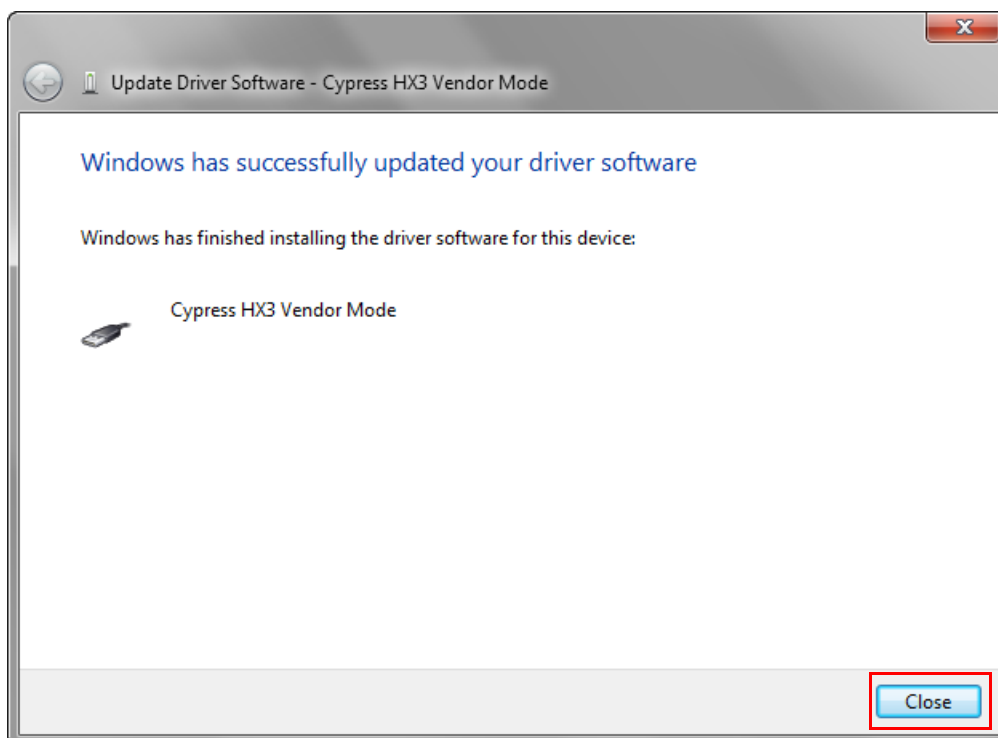 Update Driver Software - Cypress HX3 Vendor Mode
Windows has successfully updated your driver software
Windows has finished installing the driver software for this device:
Cypress HX3 Vendor Mode
Close